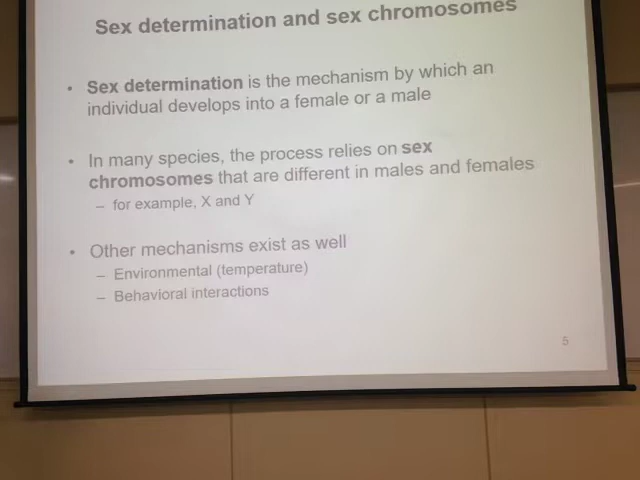 Sex determination and sex chromosomes
• Sex determination is the mechanism by which an
individual develops into a female or a male
• In many species, the process relies on sex
chromosomes that are different in males and females
– for example, X and Y
• Other mechanisms exist as well
– Environmental (temperature)
– Behavioral interactions
5